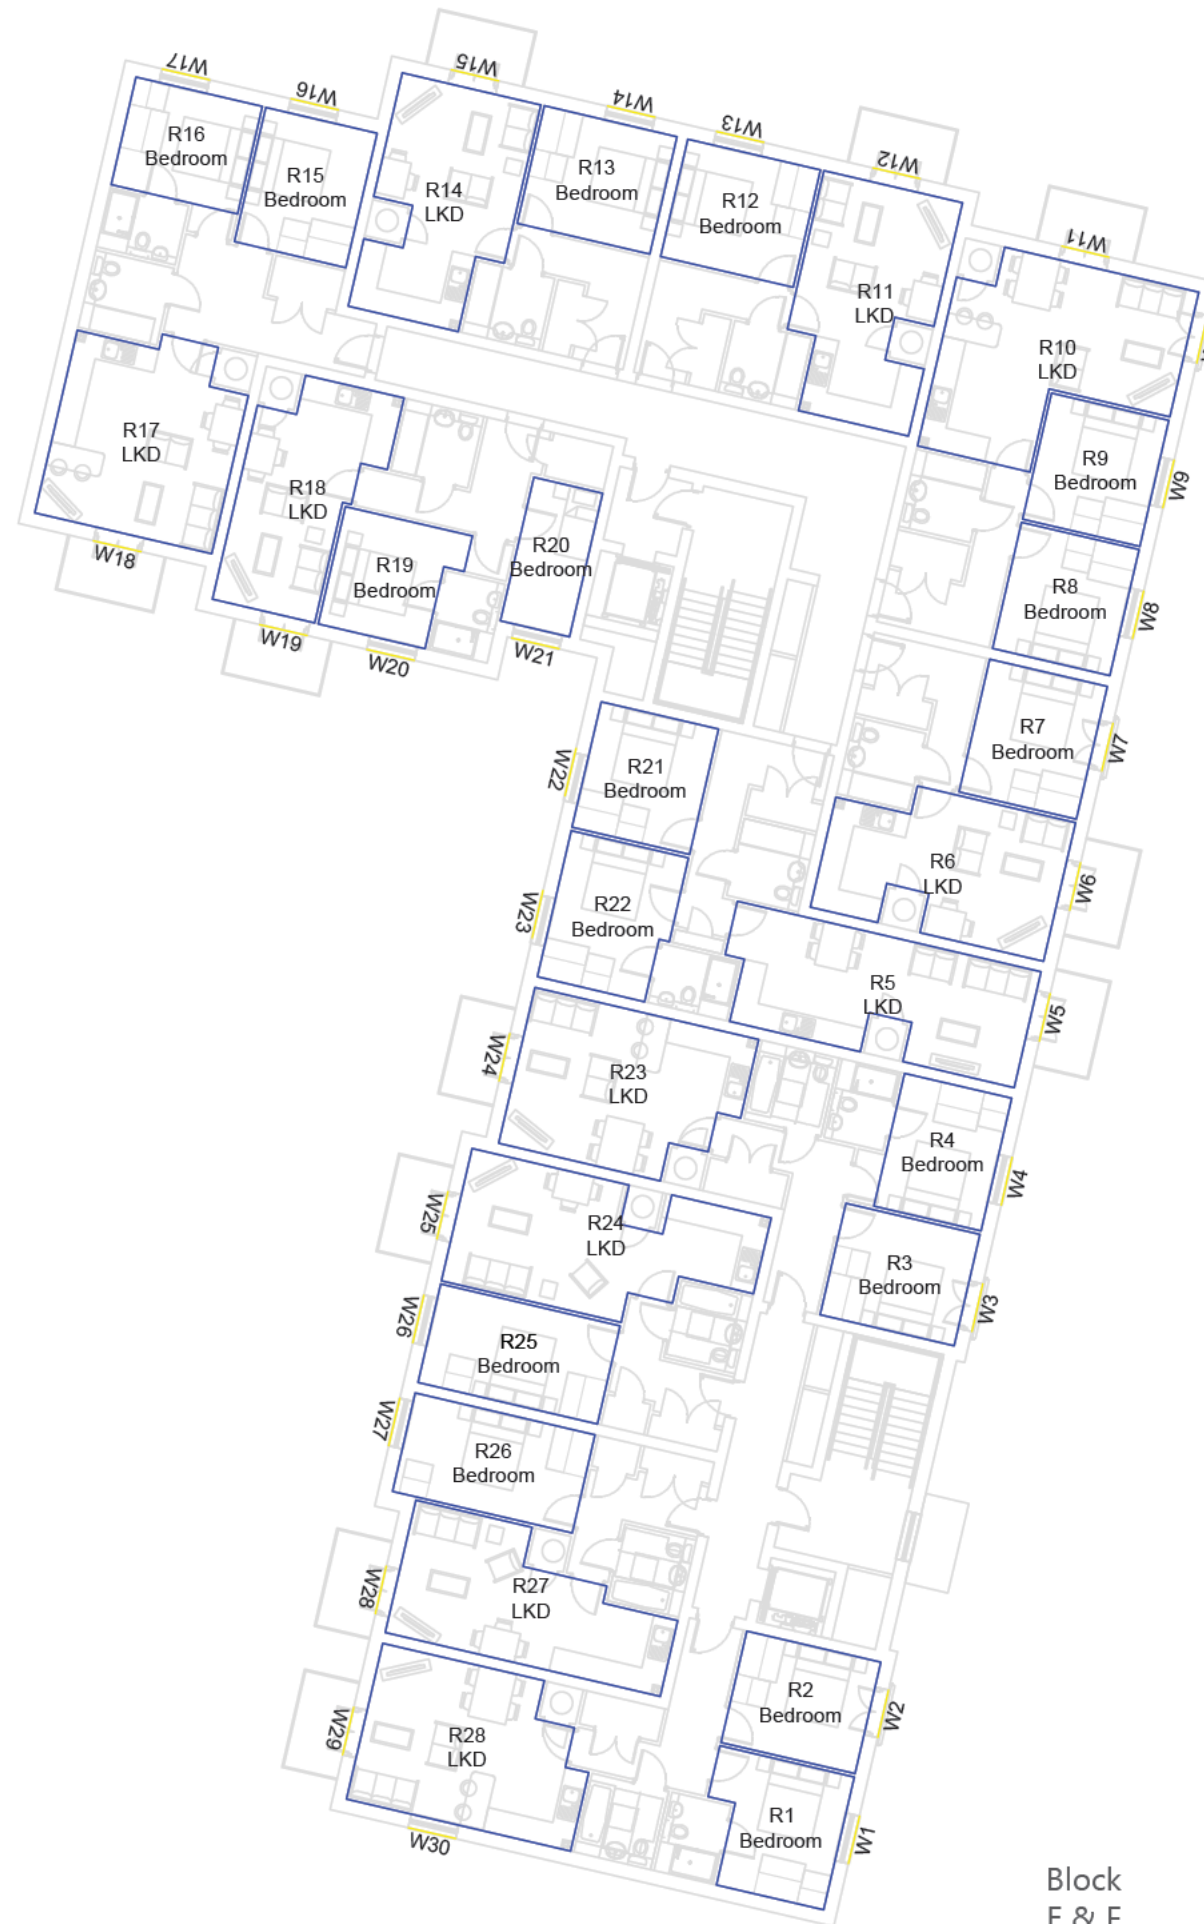 W17
W16
W15
W14
W13
W12
W11
R16
Bedroom
R15
Bedroom
R14
LKD
R13
Bedroom
R12
Bedroom
R11
LKD
R10
LKD
R9
Bedroom
W9
R17
LKD
R18
LKD
R19
Bedroom
R20
Bedroom
R8
Bedroom
W8
W18
W19
W20
W21
R7
Bedroom
W7
W22
R21
Bedroom
R6
LKD
W6
W23
R22
Bedroom
R5
LKD
W5
W24
R23
LKD
R4
Bedroom
W4
W25
R24
LKD
R3
Bedroom
W3
W26
R25
Bedroom
W27
R26
Bedroom
W28
R27
LKD
R2
Bedroom
W2
W29
R28
LKD
R1
Bedroom
W1
W30
Block